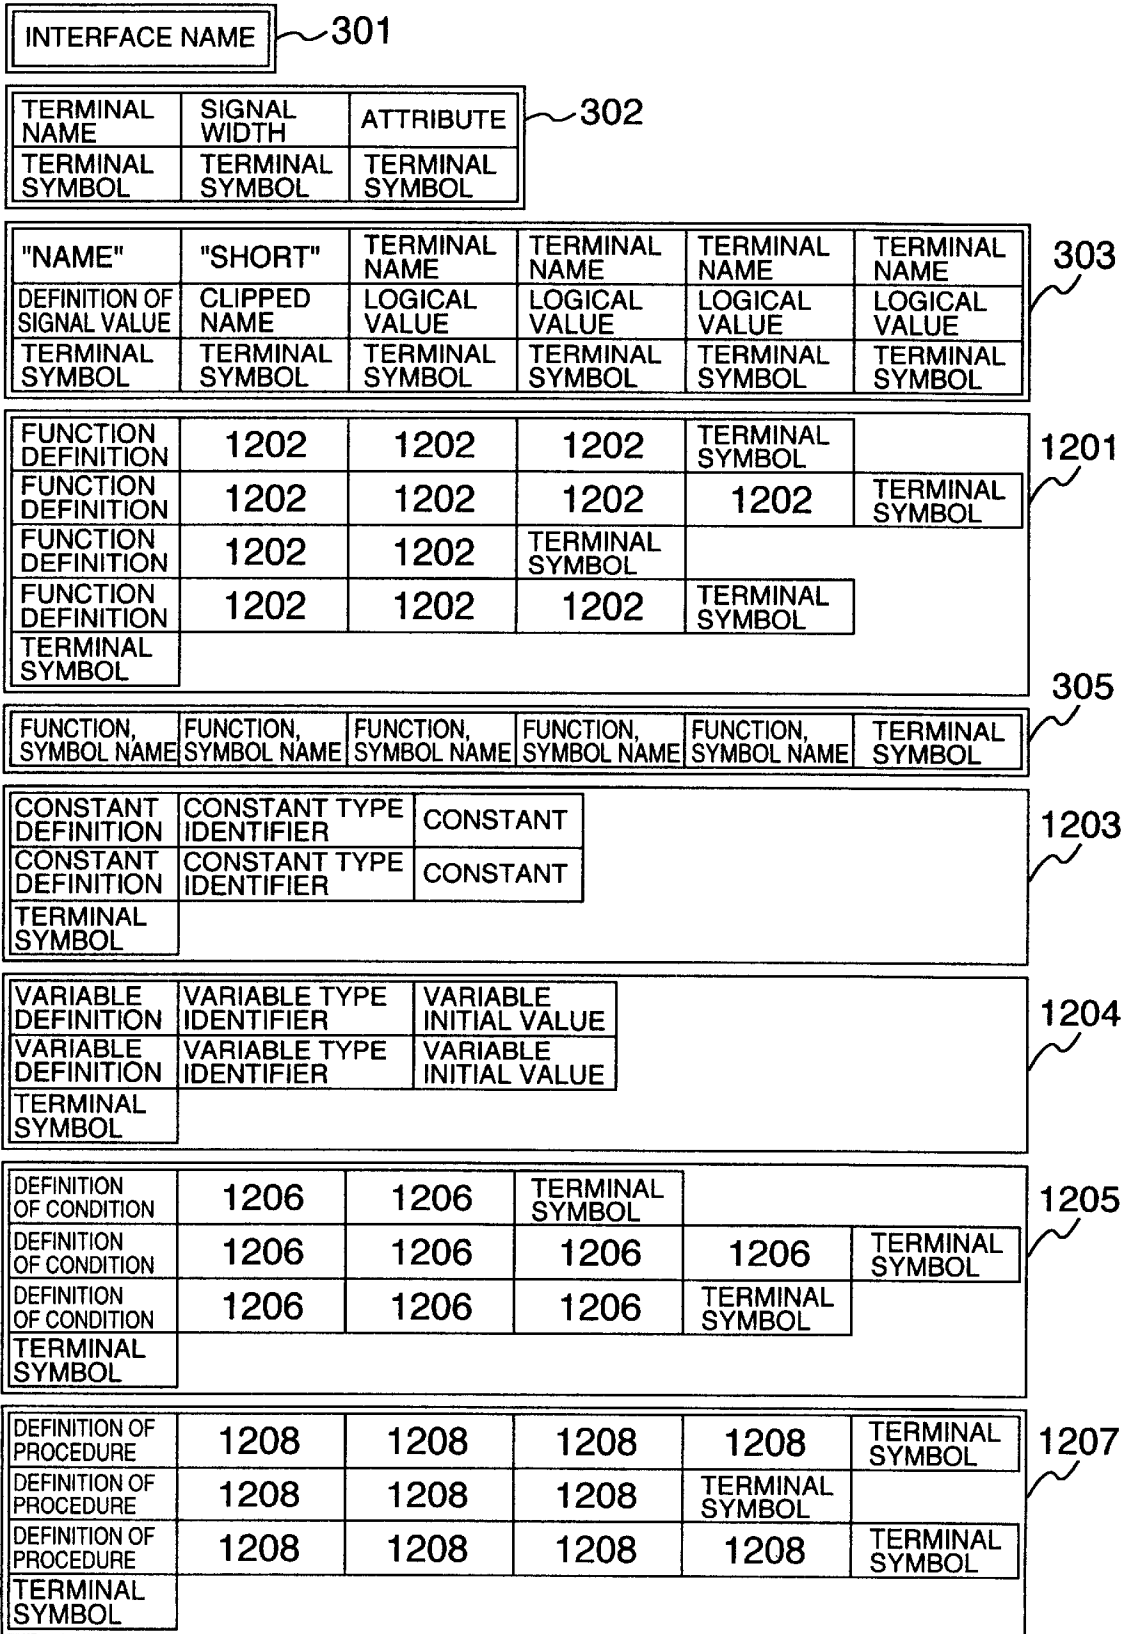 INTERFACE NAME 301
TERMINAL NAME SIGNAL WIDTH ATTRIBUTE 302
TERMINAL SYMBOL TERMINAL SYMBOL TERMINAL SYMBOL
"NAME" "SHORT" TERMINAL NAME TERMINAL NAME TERMINAL NAME TERMINAL NAME 303
DEFINITION OF SIGNAL VALUE CLIPPED NAME LOGICAL VALUE LOGICAL VALUE LOGICAL VALUE LOGICAL VALUE
TERMINAL SYMBOL TERMINAL SYMBOL TERMINAL SYMBOL TERMINAL SYMBOL TERMINAL SYMBOL TERMINAL SYMBOL
FUNCTION DEFINITION 1202 1202 1202 TERMINAL SYMBOL 1201
FUNCTION DEFINITION 1202 1202 1202 1202 TERMINAL SYMBOL
FUNCTION DEFINITION 1202 1202 TERMINAL SYMBOL
FUNCTION DEFINITION 1202 1202 1202 TERMINAL SYMBOL
TERMINAL SYMBOL
305
FUNCTION, SYMBOL NAME FUNCTION, SYMBOL NAME FUNCTION, SYMBOL NAME FUNCTION, SYMBOL NAME FUNCTION, SYMBOL NAME TERMINAL SYMBOL
CONSTANT DEFINITION CONSTANT TYPE IDENTIFIER CONSTANT 1203
CONSTANT DEFINITION CONSTANT TYPE IDENTIFIER CONSTANT
TERMINAL SYMBOL
VARIABLE DEFINITION VARIABLE TYPE IDENTIFIER VARIABLE INITIAL VALUE 1204
VARIABLE DEFINITION VARIABLE TYPE IDENTIFIER VARIABLE INITIAL VALUE
TERMINAL SYMBOL
DEFINITION OF CONDITION 1206 1206 TERMINAL SYMBOL 1205
DEFINITION OF CONDITION 1206 1206 1206 1206 TERMINAL SYMBOL
DEFINITION OF CONDITION 1206 1206 1206 TERMINAL SYMBOL
TERMINAL SYMBOL
DEFINITION OF PROCEDURE 1208 1208 1208 1208 TERMINAL SYMBOL 1207
DEFINITION OF PROCEDURE 1208 1208 1208 TERMINAL SYMBOL
DEFINITION OF PROCEDURE 1208 1208 1208 1208 TERMINAL SYMBOL
TERMINAL SYMBOL